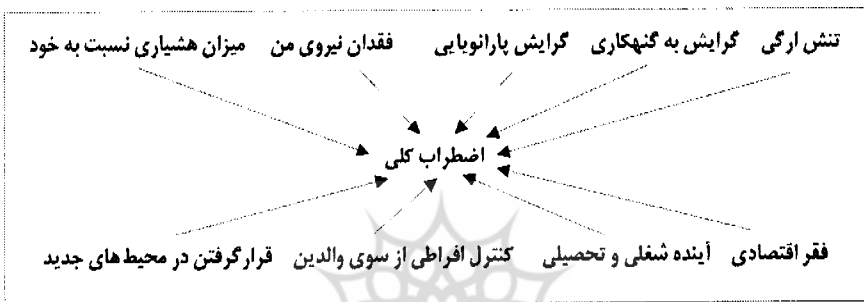 تنش ارگی گرایش به گنهکاری گرایش پارانویایی فقدان نیروی من میزان هشیاری نسبت به خود
اضطراب کلی
فقر اقتصادی آینده شغلی و تحصیلی کنترل افراطی از سوی والدین قرارگرفتن در محیط‌های جدید